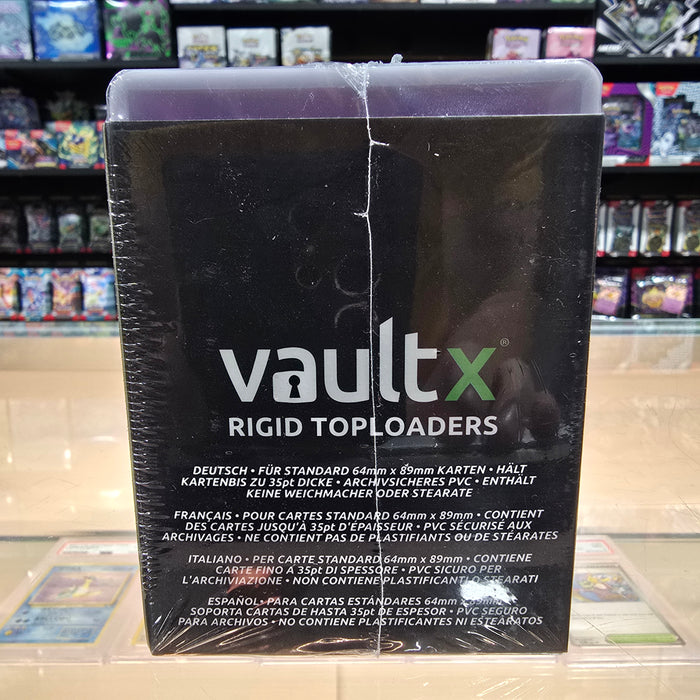 vaultx®
RIGID TOPLOADERS
DEUTSCH • FÜR STANDARD 64mm x 89mm KARTEN • HÄLT
KARTENBIS ZU 35pt DICKE • ARCHIVSICHERES PVC • ENTHÄLT
KEINE WEICHMACHER ODER STEARATE
FRANÇAIS • POUR CARTES STANDARD 64mm x 89mm • CONTIENT
DES CARTES JUSQU'À 35pt D'ÉPAISSEUR • PVC SÉCURISÉ AUX
ARCHIVAGES • NE CONTIENT PAS DE PLASTIFIANTS OU DE STÉARATES
ITALIANO • PER CARTE STANDARD 64mm x 89mm • CONTIENE
CARTE FINO A 35pt DI SPESSORE • PVC SICURO PER
L'ARCHIVIAZIONE • NON CONTIENE PLASTIFICANTI O STEARATI
ESPAÑOL • PARA CARTAS ESTÁNDARES 64mm x 89mm •
SOPORTA CARTAS DE HASTA 35pt DE ESPESOR • PVC SEGURO
PARA ARCHIVOS • NO CONTIENE PLASTIFICANTES NI ESTEARATOS